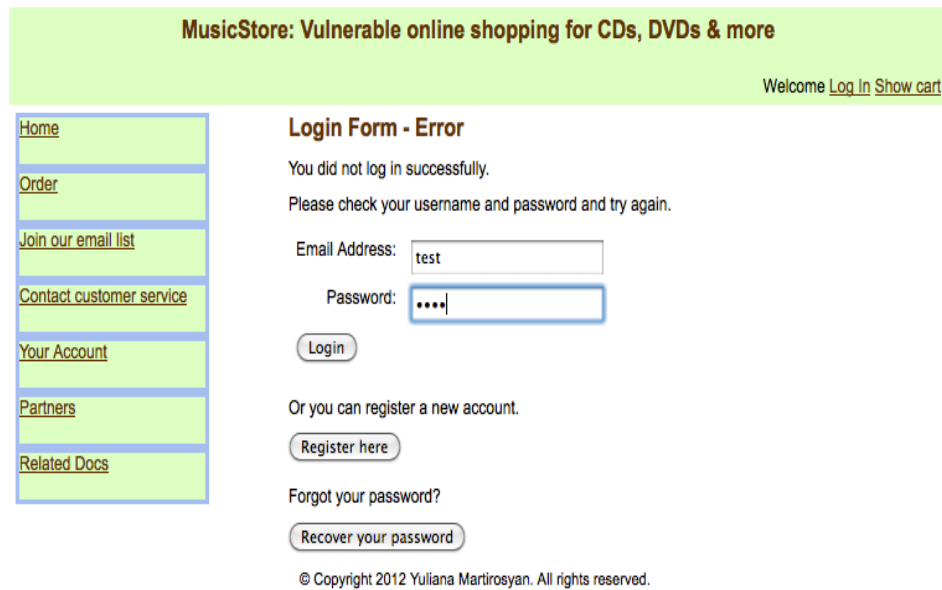 MusicStore: Vulnerable online shopping for CDs, DVDs & more
Welcome Log In Show cart
Home
Order
Join our email list
Contact customer service
Your Account
Partners
Related Docs
Login Form - Error
You did not log in successfully.
Please check your username and password and try again.
Email Address: test
Password: ••••
Login
Or you can register a new account.
Register here
Forgot your password?
Recover your password
© Copyright 2012 Yuliana Martirosyan. All rights reserved.